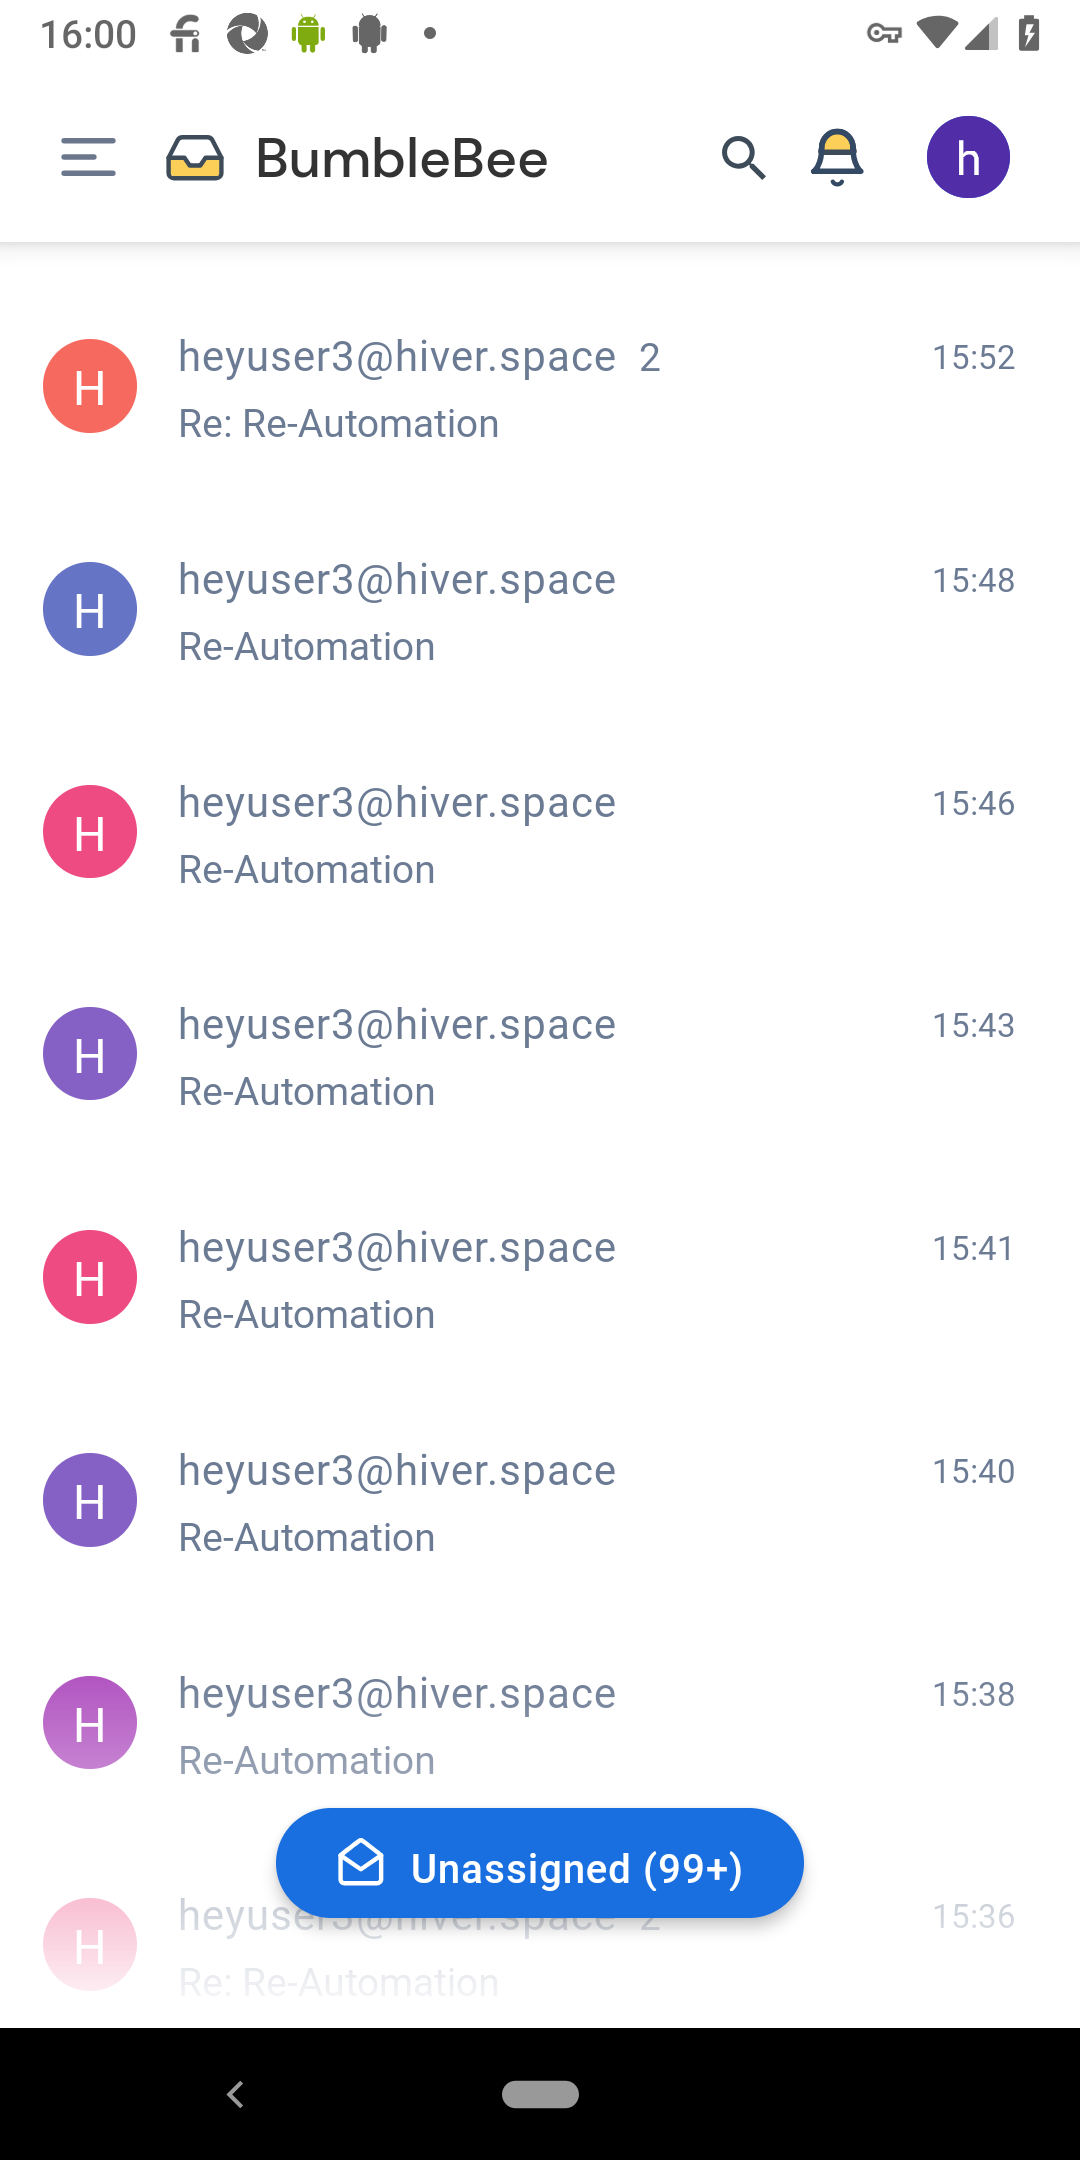 16:00
BumbleBee
h
H
heyuser3@hiver.space 2
15:52
Re: Re-Automation
H
heyuser3@hiver.space
15:48
Re-Automation
H
heyuser3@hiver.space
15:46
Re-Automation
H
heyuser3@hiver.space
15:43
Re-Automation
H
heyuser3@hiver.space
15:41
Re-Automation
H
heyuser3@hiver.space
15:40
Re-Automation
H
heyuser3@hiver.space
15:38
Re-Automation
Unassigned (99+)
H
heyuser3@hiver.space 2
15:36
Re: Re-Automation